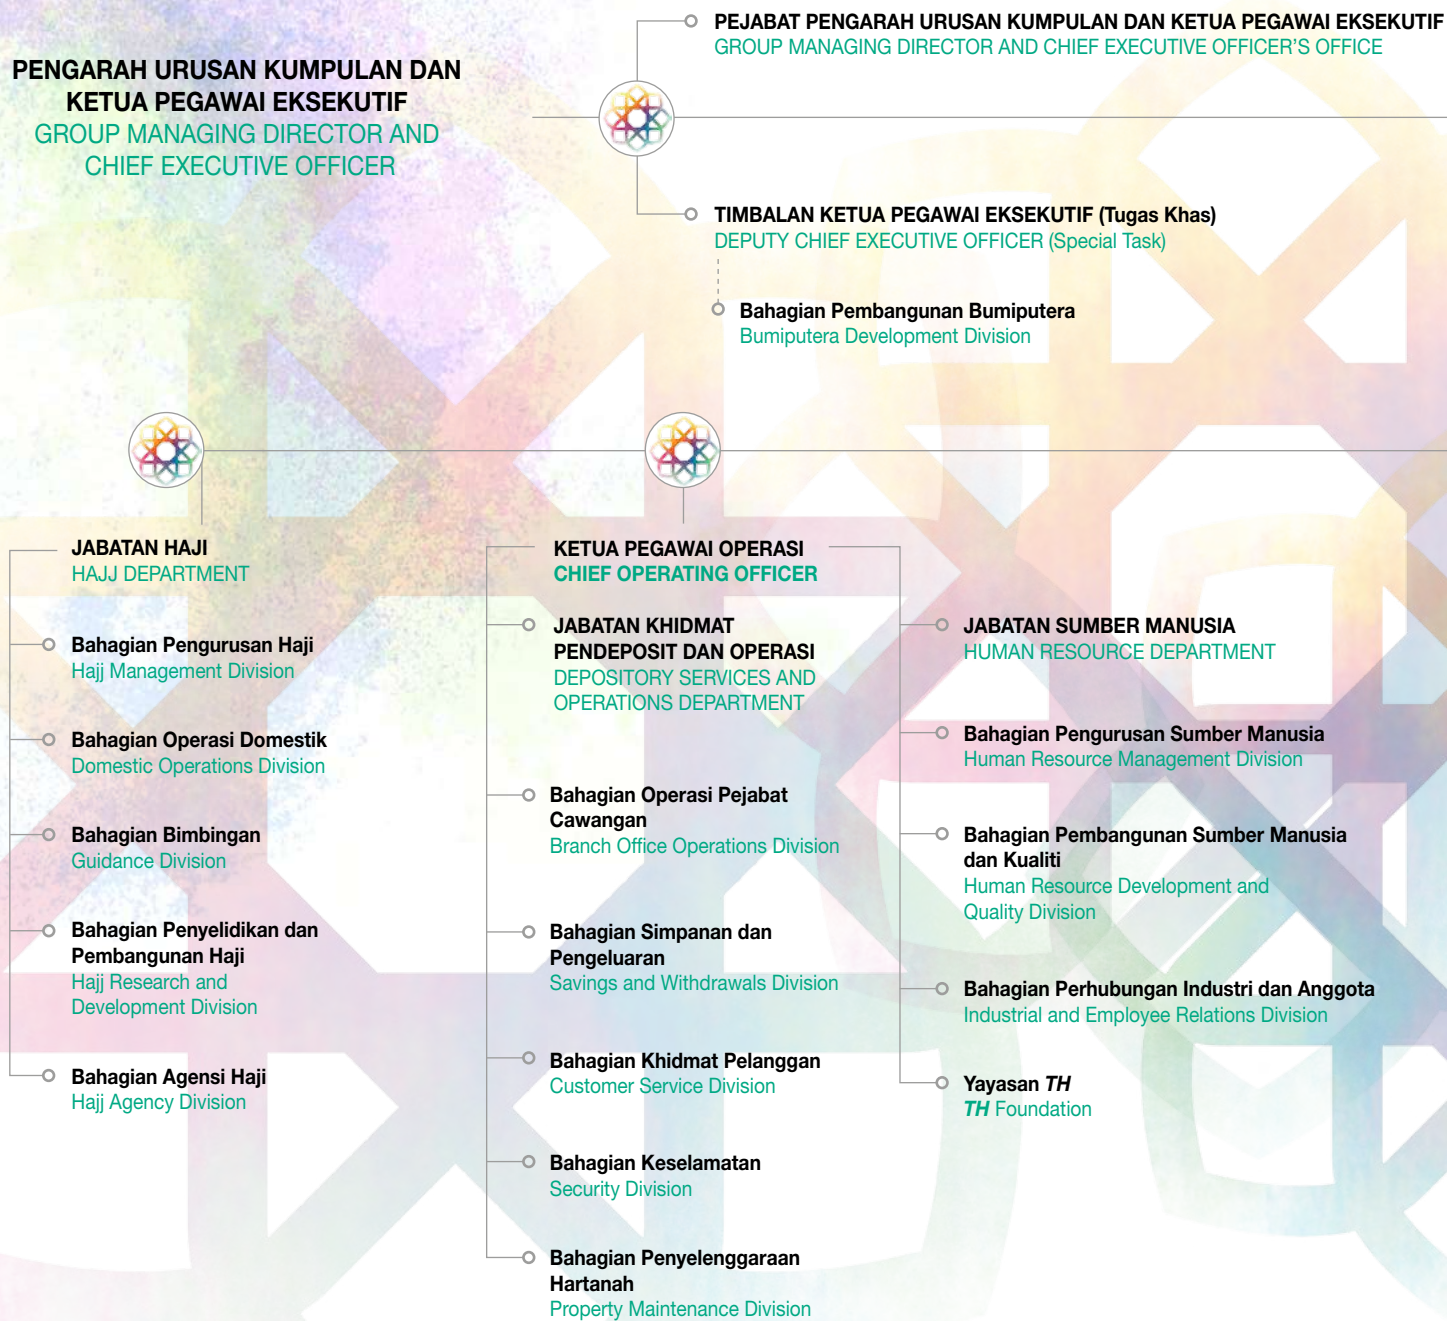 PENGARAH URUSAN KUMPULAN DAN
KETUA PEGAWAI EKSEKUTIF
GROUP MANAGING DIRECTOR AND
CHIEF EXECUTIVE OFFICER
PEJABAT PENGARAH URUSAN KUMPULAN DAN KETUA PEGAWAI EKSEKUTIF
GROUP MANAGING DIRECTOR AND CHIEF EXECUTIVE OFFICER'S OFFICE
TIMBALAN KETUA PEGAWAI EKSEKUTIF (Tugas Khas)
DEPUTY CHIEF EXECUTIVE OFFICER (Special Task)
Bahagian Pembangunan Bumiputera
Bumiputera Development Division
JABATAN HAJI
HAJJ DEPARTMENT
Bahagian Pengurusan Haji
Hajj Management Division
Bahagian Operasi Domestik
Domestic Operations Division
Bahagian Bimbingan
Guidance Division
Bahagian Penyelidikan dan
Pembangunan Haji
Hajj Research and
Development Division
Bahagian Agensi Haji
Hajj Agency Division
KETUA PEGAWAI OPERASI
CHIEF OPERATING OFFICER
JABATAN KHIDMAT
PENDEPOSIT DAN OPERASI
DEPOSITORY SERVICES AND
OPERATIONS DEPARTMENT
Bahagian Operasi Pejabat
Cawangan
Branch Office Operations Division
Bahagian Simpanan dan
Pengeluaran
Savings and Withdrawals Division
Bahagian Khidmat Pelanggan
Customer Service Division
Bahagian Keselamatan
Security Division
Bahagian Penyelenggaraan
Hartanah
Property Maintenance Division
JABATAN SUMBER MANUSIA
HUMAN RESOURCE DEPARTMENT
Bahagian Pengurusan Sumber Manusia
Human Resource Management Division
Bahagian Pembangunan Sumber Manusia
dan Kualiti
Human Resource Development and
Quality Division
Bahagian Perhubungan Industri dan Anggota
Industrial and Employee Relations Division
Yayasan TH
TH Foundation